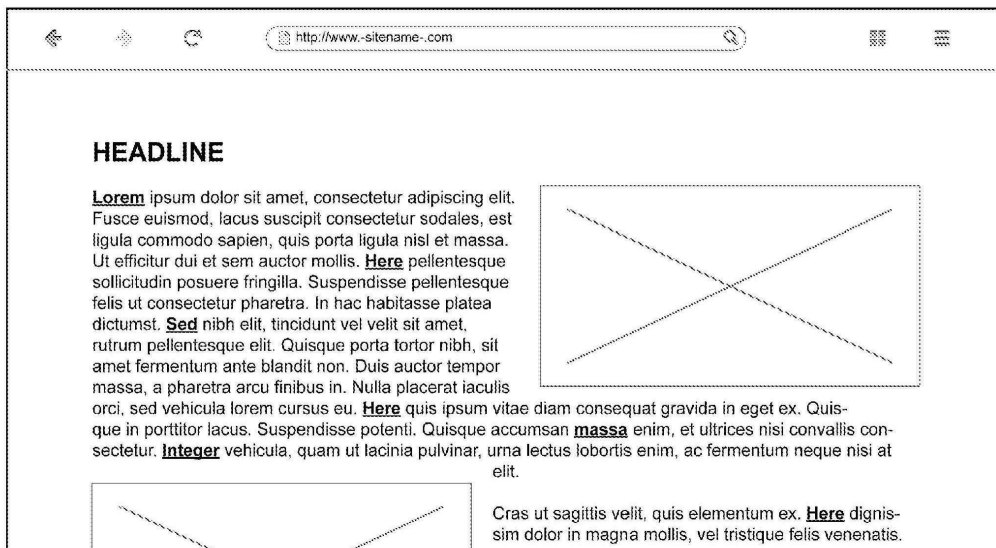 http://www.-sitename-.com
HEADLINE
Lorem ipsum dolor sit amet, consectetur adipiscing elit.
Fusce euismod, lacus suscipit consectetur sodales, est
ligula commodo sapien, quis porta ligula nisl et massa.
Ut efficitur dui et sem auctor mollis. Here pellentesque
sollicitudin posuere fringilla. Suspendisse pellentesque
felis ut consectetur pharetra. In hac habitasse platea
dictumst. Sed nibh elit, tincidunt vel velit sit amet,
rutrum pellentesque elit. Quisque porta tortor nibh, sit
amet fermentum ante blandit non. Duis auctor tempor
massa, a pharetra arcu finibus in. Nulla placerat iaculis
orci, sed vehicula lorem cursus eu. Here quis ipsum vitae diam consequat gravida in eget ex. Quis-
que in porttitor lacus. Suspendisse potenti. Quisque accumsan massa enim, et ultrices nisi convallis con-
sectetur. Integer vehicula, quam ut lacinia pulvinar, urna lectus lobortis enim, ac fermentum neque nisi at
elit.
Cras ut sagittis velit, quis elementum ex. Here dignis-
sim dolor in magna mollis, vel tristique felis venenatis.